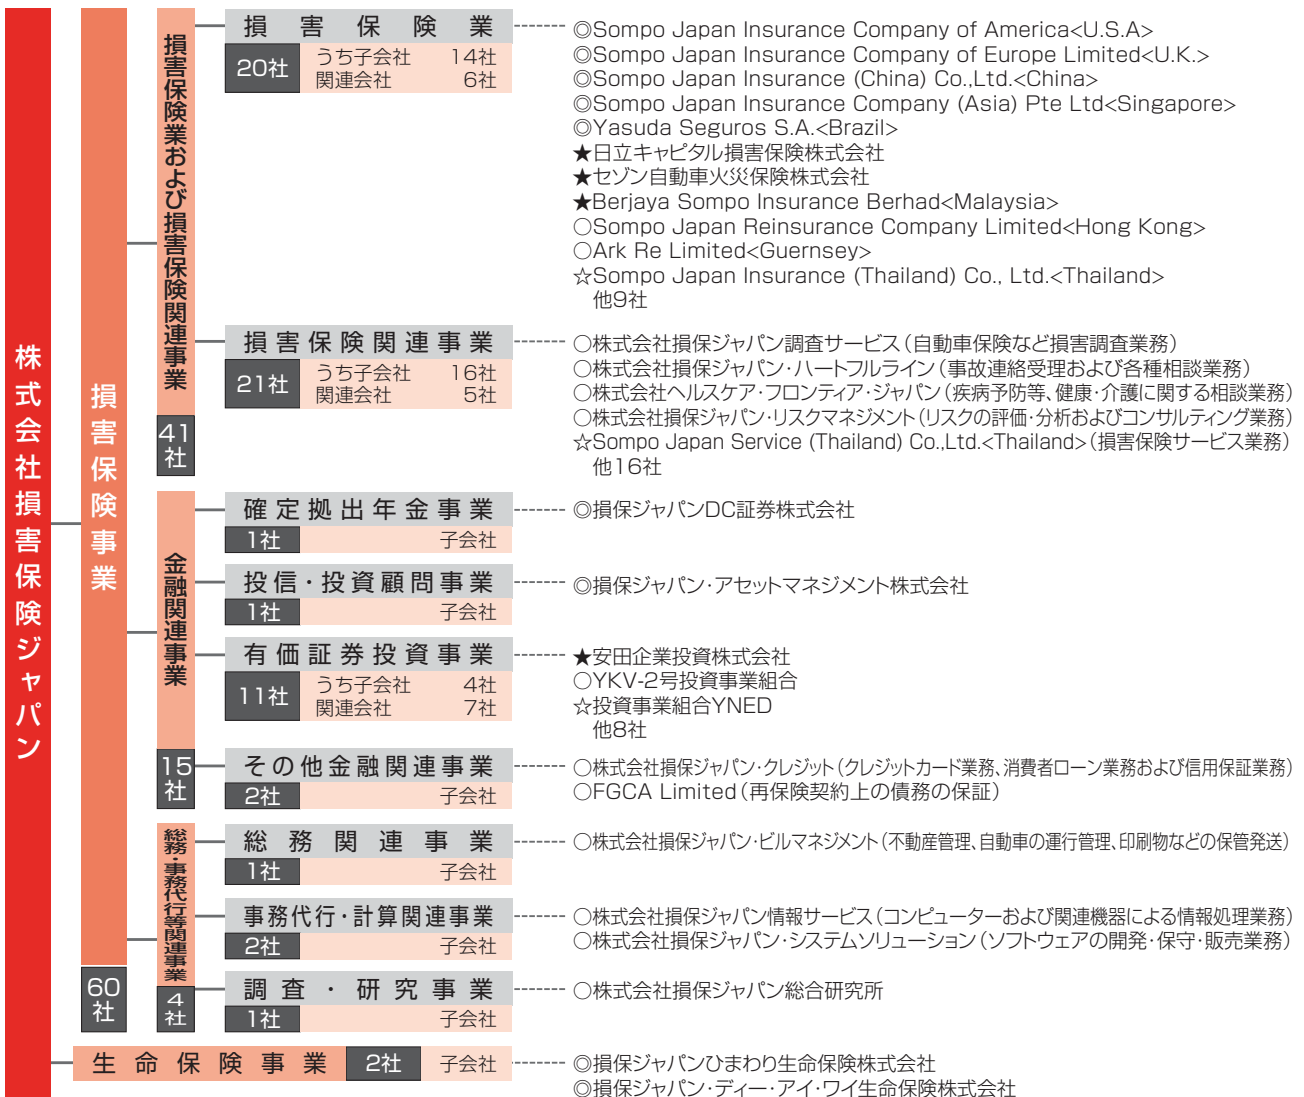 株式会社損害保険ジャパン
損害保険事業
60社
損害保険業および損害保険関連事業
41社
損害保険業
20社
うち子会社 14社
関連会社 6社
◎Sompo Japan Insurance Company of America<U.S.A>
◎Sompo Japan Insurance Company of Europe Limited<U.K.>
◎Sompo Japan Insurance (China) Co.,Ltd.<China>
◎Sompo Japan Insurance Company (Asia) Pte Ltd<Singapore>
◎Yasuda Seguros S.A.<Brazil>
★日立キャピタル損害保険株式会社
★セゾン自動車火災保険株式会社
★Berjaya Sompo Insurance Berhad<Malaysia>
○Sompo Japan Reinsurance Company Limited<Hong Kong>
○Ark Re Limited<Guernsey>
☆Sompo Japan Insurance (Thailand) Co., Ltd.<Thailand>
他9社
損害保険関連事業
21社
うち子会社 16社
関連会社 5社
○株式会社損保ジャパン調査サービス(自動車保険など損害調査業務)
○株式会社損保ジャパン・ハートフルライン(事故連絡受理および各種相談業務)
○株式会社ヘルスケア・フロンティア・ジャパン(疾病予防等、健康・介護に関する相談業務)
○株式会社損保ジャパン・リスクマネジメント(リスクの評価・分析およびコンサルティング業務)
☆Sompo Japan Service (Thailand) Co.,Ltd.<Thailand>(損害保険サービス業務)
他16社
金融関連事業
15社
確定拠出年金事業
1社 子会社
◎損保ジャパンDC証券株式会社
投信・投資顧問事業
1社 子会社
◎損保ジャパン・アセットマネジメント株式会社
有価証券投資事業
11社
うち子会社 4社
関連会社 7社
★安田企業投資株式会社
○YKV-2号投資事業組合
☆投資事業組合YNED
他8社
その他金融関連事業
2社 子会社
○株式会社損保ジャパン・クレジット(クレジットカード業務、消費者ローン業務および信用保証業務)
○FGCA Limited(再保険契約上の債務の保証)
総務・事務代行等関連事業
4社
総務関連事業
1社 子会社
○株式会社損保ジャパン・ビルマネジメント(不動産管理、自動車の運行管理、印刷物などの保管発送)
事務代行・計算関連事業
2社 子会社
○株式会社損保ジャパン情報サービス(コンピューターおよび関連機器による情報処理業務)
○株式会社損保ジャパン・システムソリューション(ソフトウェアの開発・保守・販売業務)
調査・研究事業
1社 子会社
○株式会社損保ジャパン総合研究所
生命保険事業 2社 子会社
◎損保ジャパンひまわり生命保険株式会社
◎損保ジャパン・ディー・アイ・ワイ生命保険株式会社